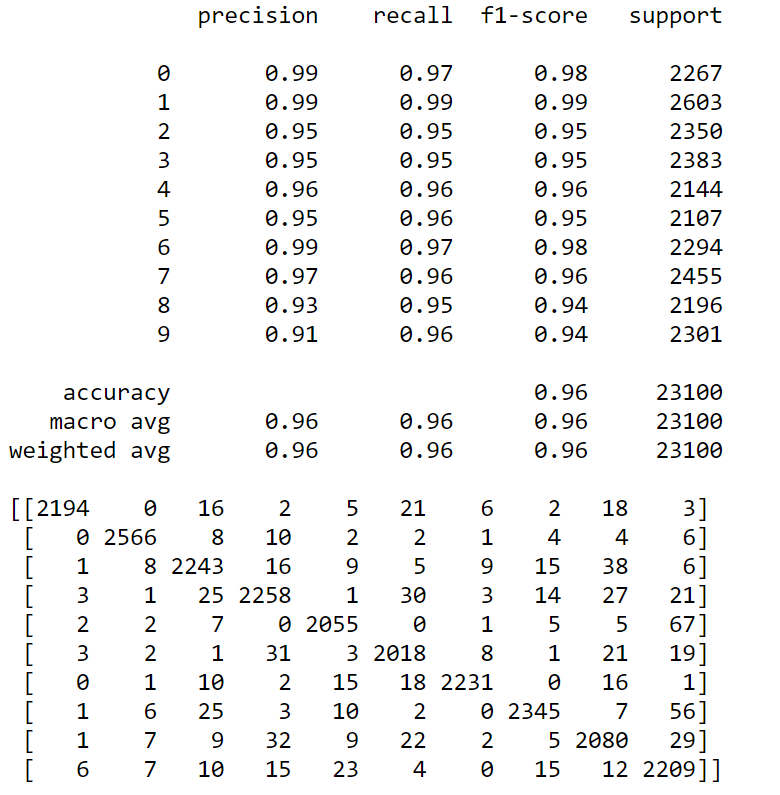 precision recall f1-score support
0 0.99 0.97 0.98 2267
1 0.99 0.99 0.99 2603
2 0.95 0.95 0.95 2350
3 0.95 0.95 0.95 2383
4 0.96 0.96 0.96 2144
5 0.95 0.96 0.95 2107
6 0.99 0.97 0.98 2294
7 0.97 0.96 0.96 2455
8 0.93 0.95 0.94 2196
9 0.91 0.96 0.94 2301
accuracy 0.96 23100
macro avg 0.96 0.96 0.96 23100
weighted avg 0.96 0.96 0.96 23100
[[2194 0 16 2 5 21 6 2 18 3]
[ 0 2566 8 10 2 2 1 4 4 6]
[ 1 8 2243 16 9 5 9 15 38 6]
[ 3 1 25 2258 1 30 3 14 27 21]
[ 2 2 7 0 2055 0 1 5 5 67]
[ 3 2 1 31 3 2018 8 1 21 19]
[ 0 1 10 2 15 18 2231 0 16 1]
[ 1 6 25 3 10 2 0 2345 7 56]
[ 1 7 9 32 9 22 2 5 2080 29]
[ 6 7 10 15 23 4 0 15 12 2209]]